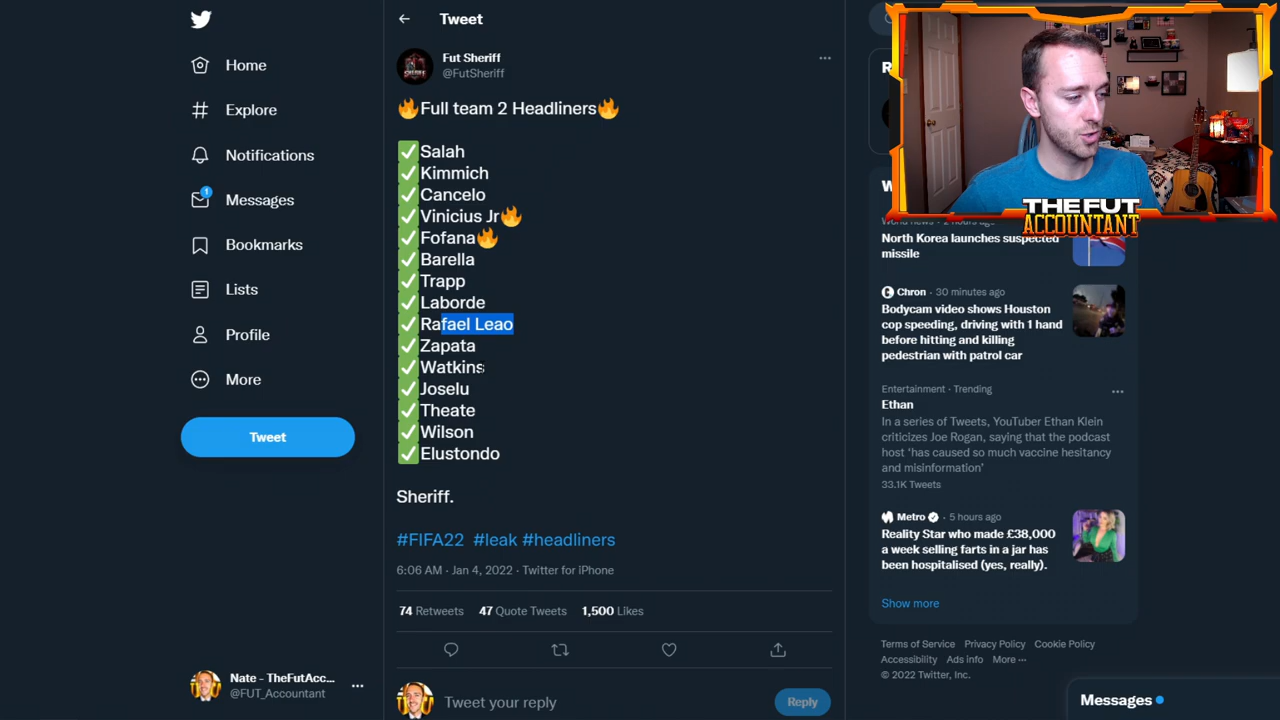 Tweet
Home
Explore
Notifications
1
Messages
Bookmarks
Lists
Profile
More
Tweet
Nate - TheFutAcc...
@FUT_Accountant
Fut Sheriff
@FutSheriff
🔥Full team 2 Headliners🔥
✅Salah
✅Kimmich
✅Cancelo
✅Vinicius Jr🔥
✅Fofana🔥
✅Barella
✅Trapp
✅Laborde
✅Rafael Leao
✅Zapata
✅Watkins
✅Joselu
✅Theate
✅Wilson
✅Elustondo
Sheriff.
#FIFA22 #leak #headliners
6:06 AM · Jan 4, 2022 · Twitter for iPhone
74 Retweets 47 Quote Tweets 1,500 Likes
Tweet your reply
Reply
THE FUT
ACCOUNTANT
North Korea launches suspected
missile
Chron · 30 minutes ago
Bodycam video shows Houston
cop speeding, driving with 1 hand
before hitting and killing
pedestrian with patrol car
Entertainment · Trending
Ethan
In a series of Tweets, YouTuber Ethan Klein
criticizes Joe Rogan, saying that the podcast
host ‘has caused so much vaccine hesitancy
and misinformation’
33.1K Tweets
Metro · 5 hours ago
Reality Star who made £38,000
a week selling farts in a jar has
been hospitalised (yes, really).
Show more
Terms of Service Privacy Policy Cookie Policy
Accessibility Ads info More ···
© 2022 Twitter, Inc.
Messages